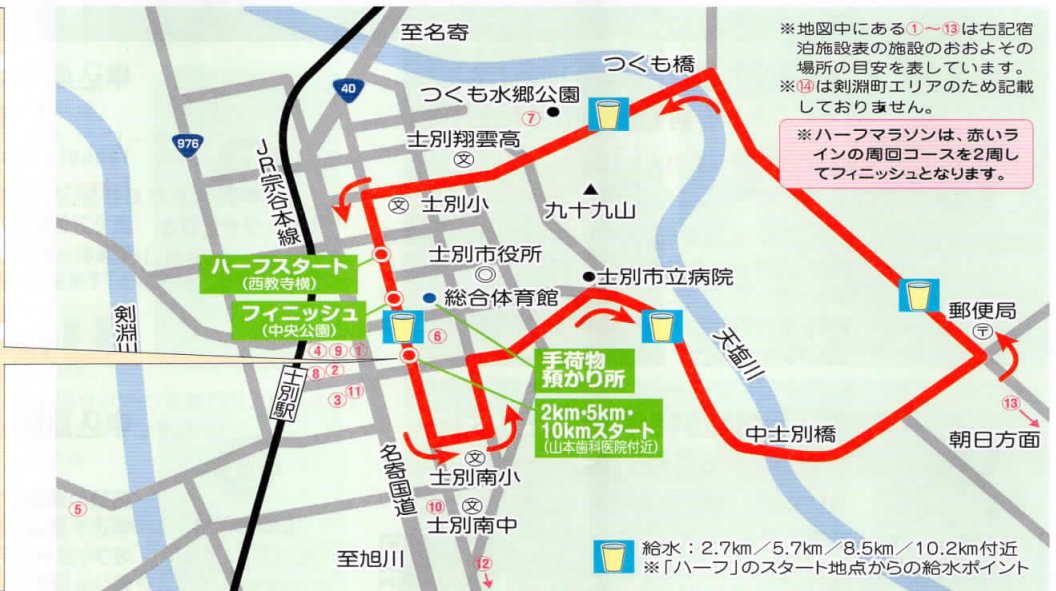 至名寄
40
つくも橋
つくも水郷公園
⑦
976
士別翔雲高
文
JR宗谷本線
文 士別小
九十九山
士別市役所
ハーフスタート
(西教寺横)
士別市立病院
総合体育館
フィニッシュ
(中央公園)
⑥
郵便局
〒
④⑨①
⑧②
③⑪
士別駅
手荷物
預かり所
天塩川
2km・5km・
10kmスタート
(山本歯科医院付近)
中士別橋
⑬
朝日方面
名寄国道
文
士別南小
⑤
⑩ 文
士別南中
至旭川
⑫
※地図中にある①～⑬は右記宿
泊施設表の施設のおおよその
場所の目安を表しています。
※⑭は剣淵町エリアのため記載
しておりません。
※ハーフマラソンは、赤いラ
インの周回コースを2周し
てフィニッシュとなります。
給水：2.7km／5.7km／8.5km／10.2km付近
※「ハーフ」のスタート地点からの給水ポイント